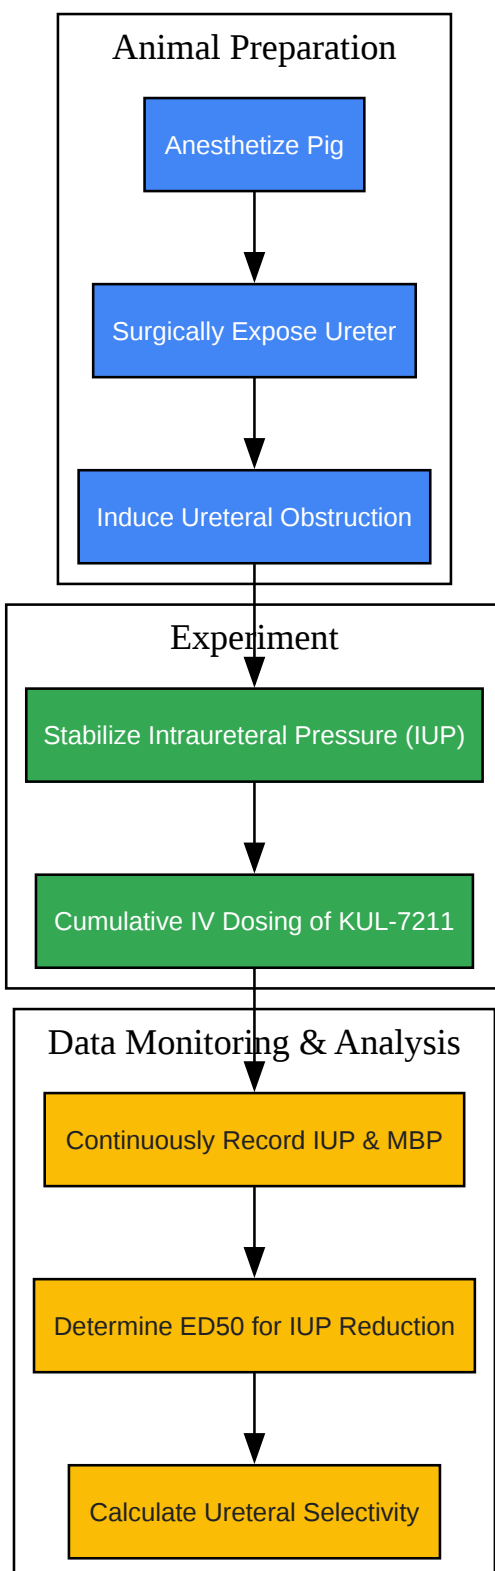 Animal Preparation
Anesthetize Pig
Surgically Expose Ureter
Induce Ureteral Obstruction
Experiment
Stabilize Intraureteral Pressure (IUP)
Cumulative IV Dosing of KUL-7211
Data Monitoring & Analysis
Continuously Record IUP & MBP
Determine ED50 for IUP Reduction
Calculate Ureteral Selectivity